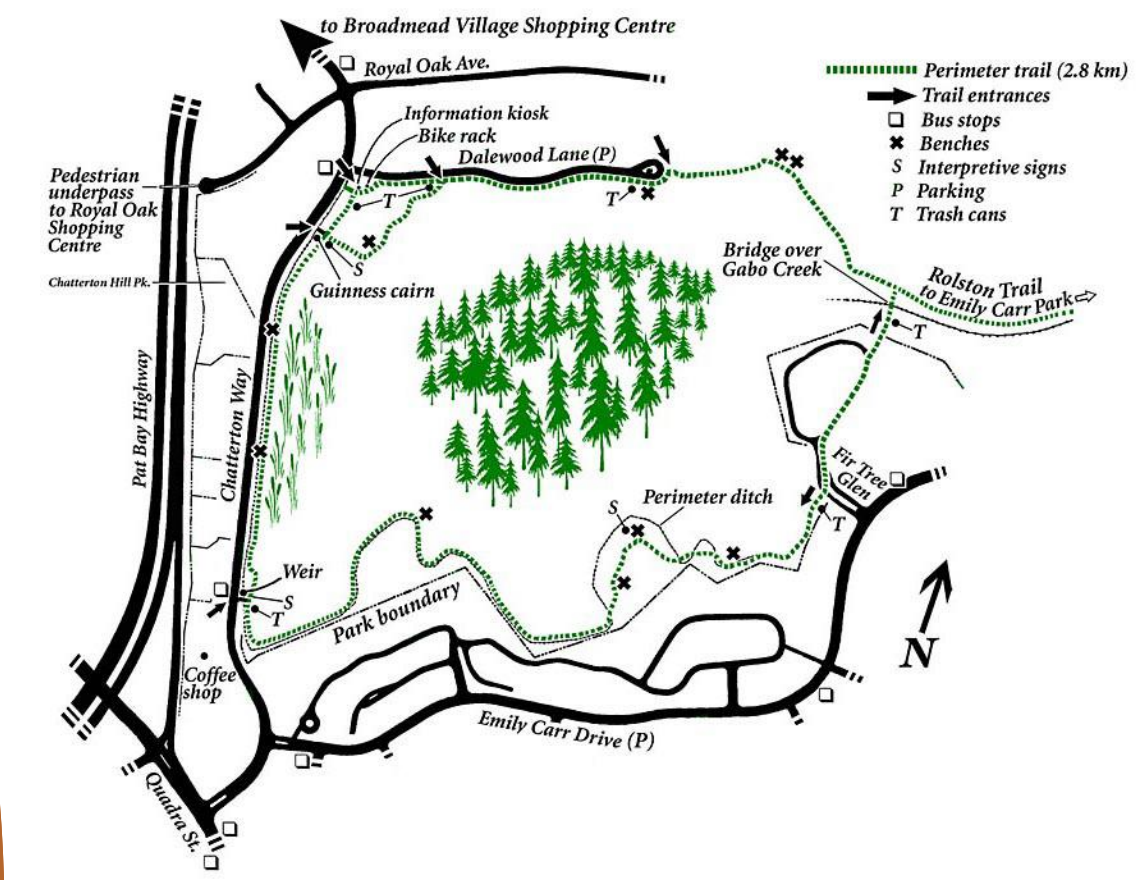 to Broadmead Village Shopping Centre
Royal Oak Ave.
Perimeter trail (2.8 km)
Trail entrances
Bus stops
Benches
S Interpretive signs
P Parking
T Trash cans
Information kiosk
Bike rack
Dalewood Lane (P)
Pedestrian
underpass
to Royal Oak
Shopping
Centre
T
T
S
Guinness cairn
Chatterton Hill Pk.
Bridge over
Gabo Creek
Rolston Trail
to Emily Carr Park
T
Pat Bay Highway
Chatterton Way
Fir Tree
Glen
S
Perimeter ditch
T
Weir
S
T
Park boundary
N
Coffee
shop
Emily Carr Drive (P)
Quadra St.